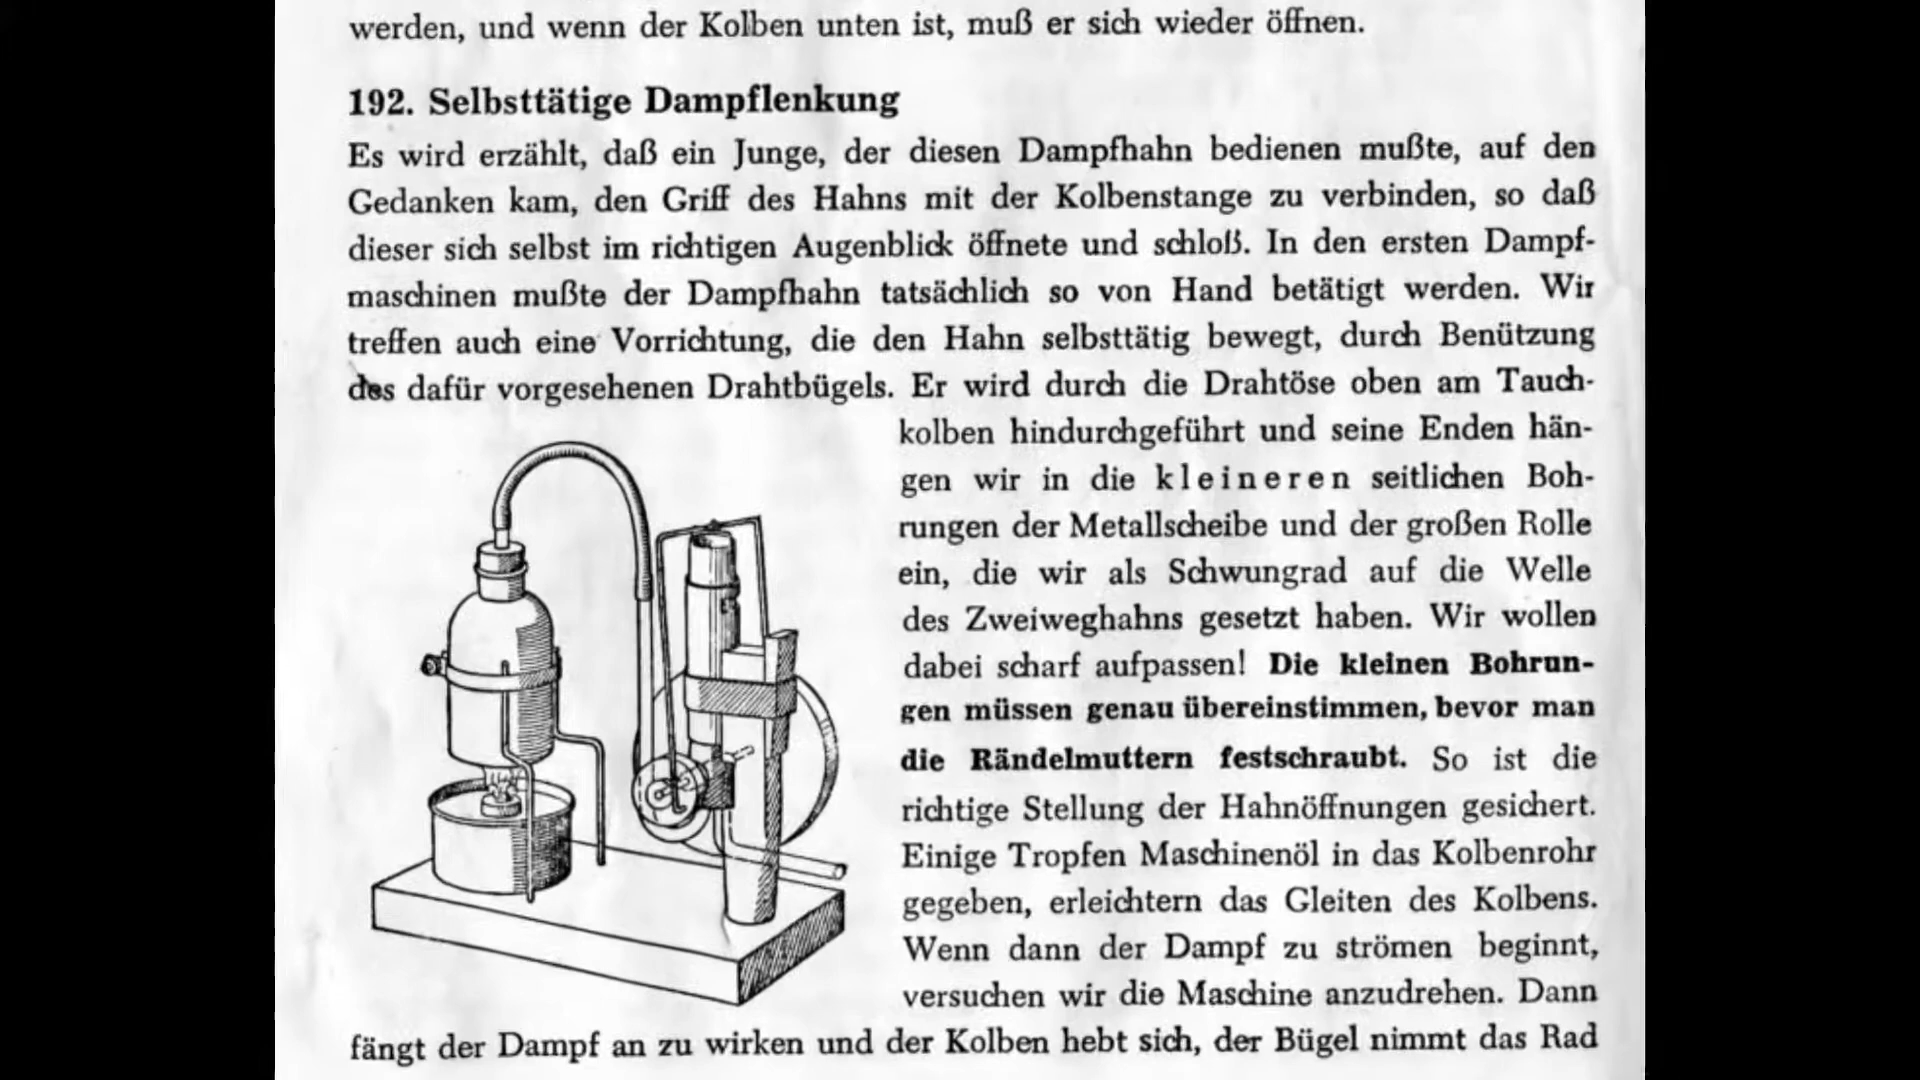 werden, und wenn der Kolben unten ist, muß er sich wieder öffnen.
192. Selbsttätige Dampflenkung
Es wird erzählt, daß ein Junge, der diesen Dampfhahn bedienen mußte, auf den
Gedanken kam, den Griff des Hahns mit der Kolbenstange zu verbinden, so daß
dieser sich selbst im richtigen Augenblick öffnete und schloß. In den ersten Dampf-
maschinen mußte der Dampfhahn tatsächlich so von Hand betätigt werden. Wir
treffen auch eine Vorrichtung, die den Hahn selbsttätig bewegt, durch Benützung
des dafür vorgesehenen Drahtbügels. Er wird durch die Drahtöse oben am Tauch-
kolben hindurchgeführt und seine Enden hän-
gen wir in die kleineren seitlichen Boh-
rungen der Metallscheibe und der großen Rolle
ein, die wir als Schwungrad auf die Welle
des Zweiweghahns gesetzt haben. Wir wollen
dabei scharf aufpassen! Die kleinen Bohrun-
gen müssen genau übereinstimmen, bevor man
die Rändelmuttern festschraubt. So ist die
richtige Stellung der Hahnöffnungen gesichert.
Einige Tropfen Maschinenöl in das Kolbenrohr
gegeben, erleichtern das Gleiten des Kolbens.
Wenn dann der Dampf zu strömen beginnt,
versuchen wir die Maschine anzudrehen. Dann
fängt der Dampf an zu wirken und der Kolben hebt sich, der Bügel nimmt das Rad